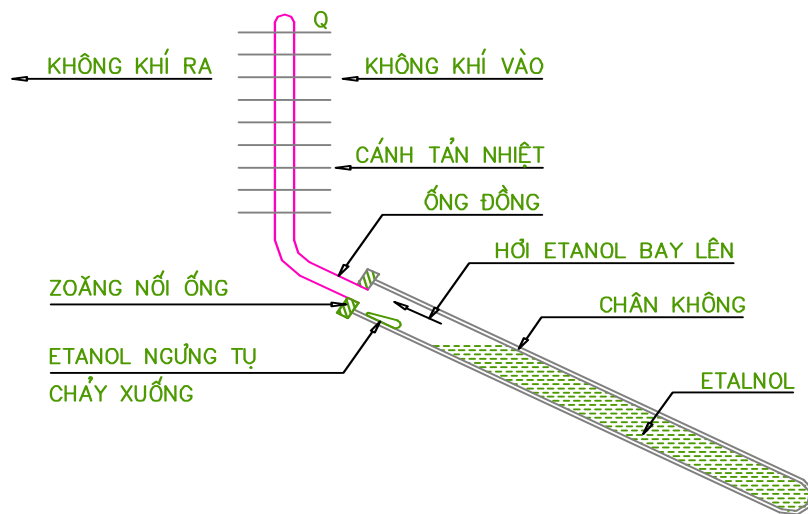 Q
KHÔNG KHÍ RA
KHÔNG KHÍ VÀO
CÁNH TẢN NHIỆT
ỐNG ĐỒNG
HỞI ETANOL BAY LÊN
ZOĂNG NỐI ỐNG
CHÂN KHÔNG
ETANOL NGƯNG TỤ
CHẢY XUỐNG
ETALNOL